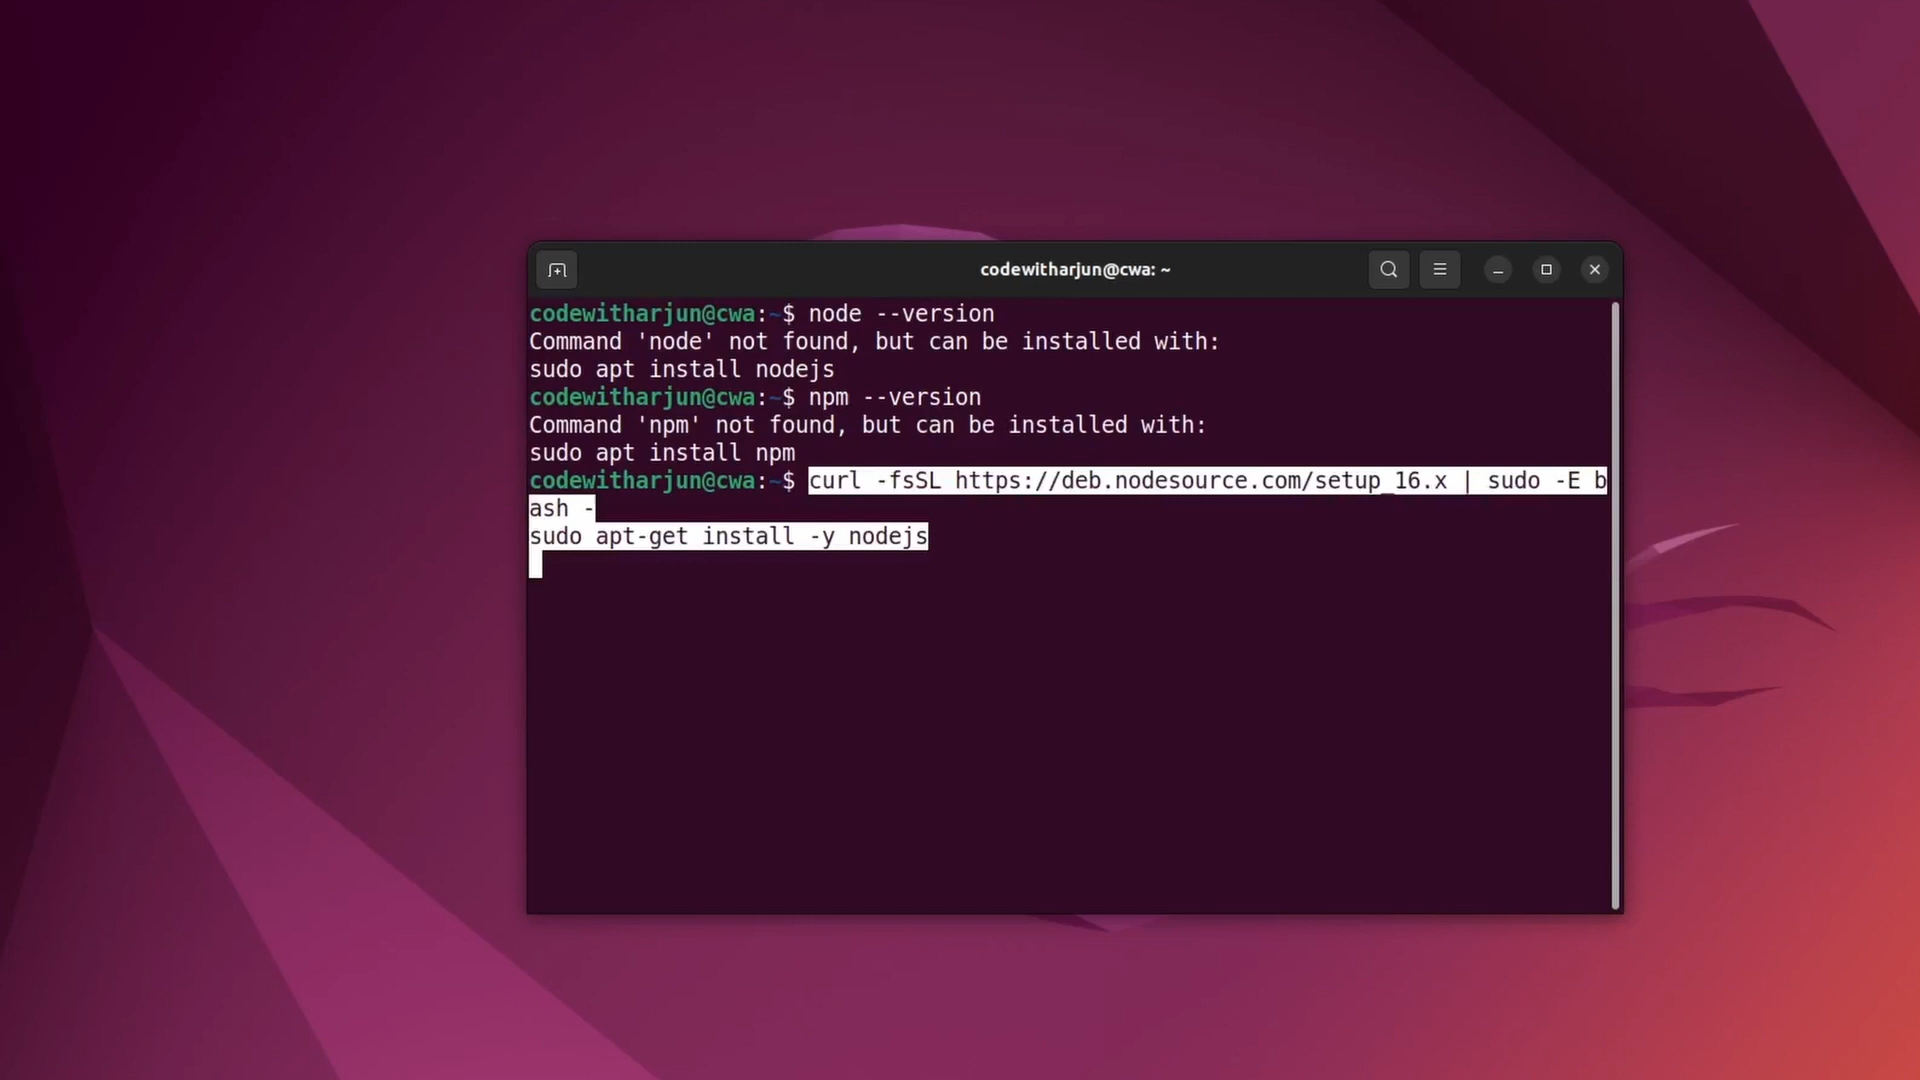 codewitharjun@cwa: ~
codewitharjun@cwa:~$ node --version
Command 'node' not found, but can be installed with:
sudo apt install nodejs
codewitharjun@cwa:~$ npm --version
Command 'npm' not found, but can be installed with:
sudo apt install npm
codewitharjun@cwa:~$ curl -fsSL https://deb.nodesource.com/setup_16.x | sudo -E b
ash -
sudo apt-get install -y nodejs